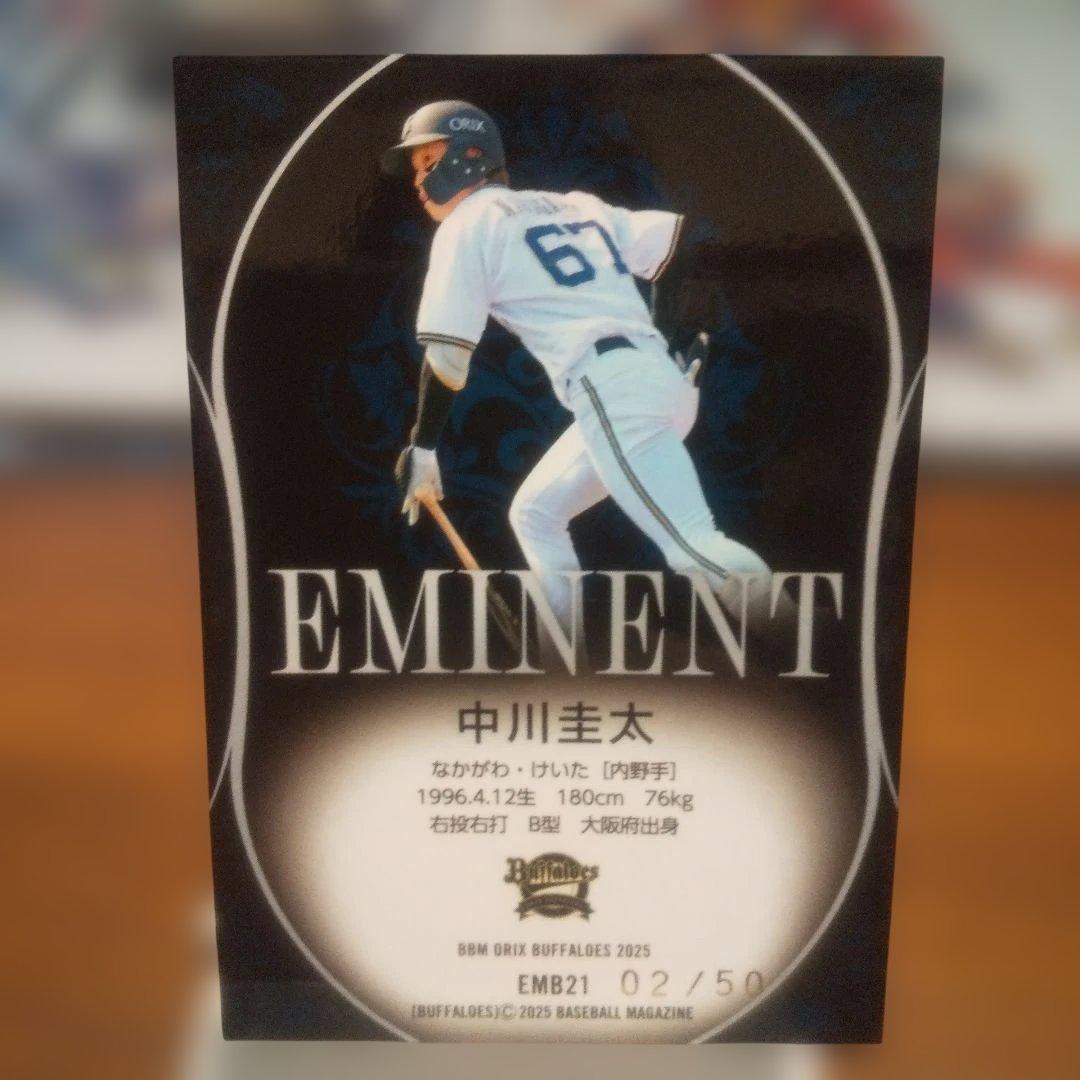 ORIX
67
EMINENT
中川圭太
なかがわ・けいた [内野手]
1996.4.12生 180cm 76kg
右投右打 B型 大阪府出身
Buffaloes
BBM ORIX BUFFALOES 2025
EMB21 02/50
(BUFFALOES)© 2025 BASEBALL MAGAZINE